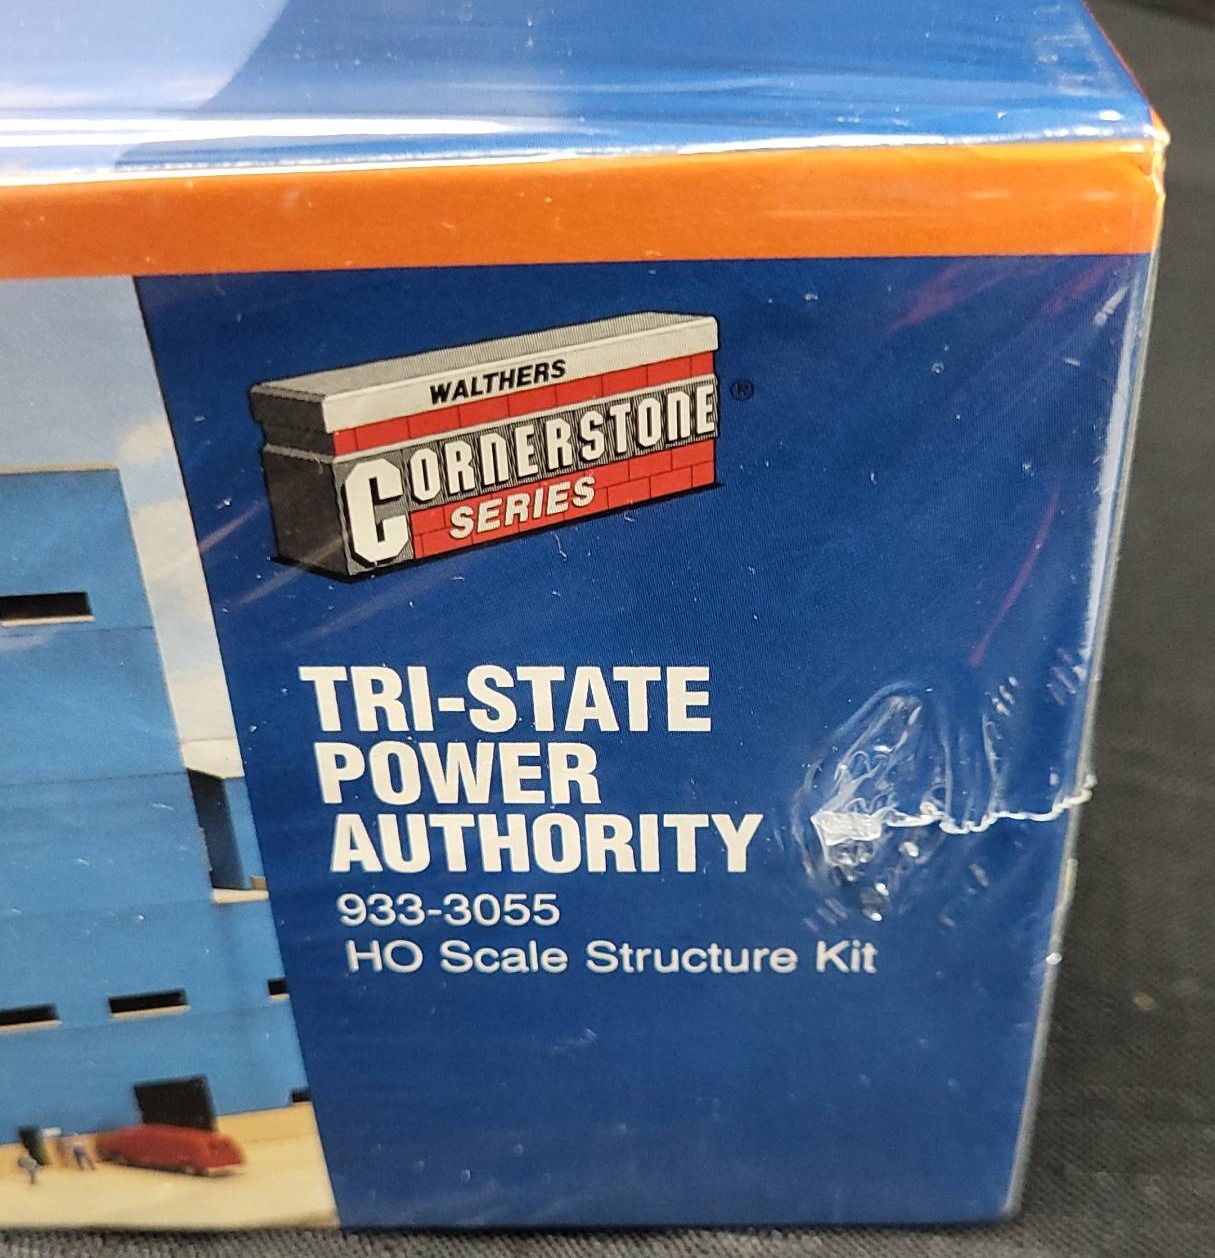 WALTHERS
CORNERSTONE ®
SERIES
TRI-STATE
POWER
AUTHORITY
933-3055
HO Scale Structure Kit